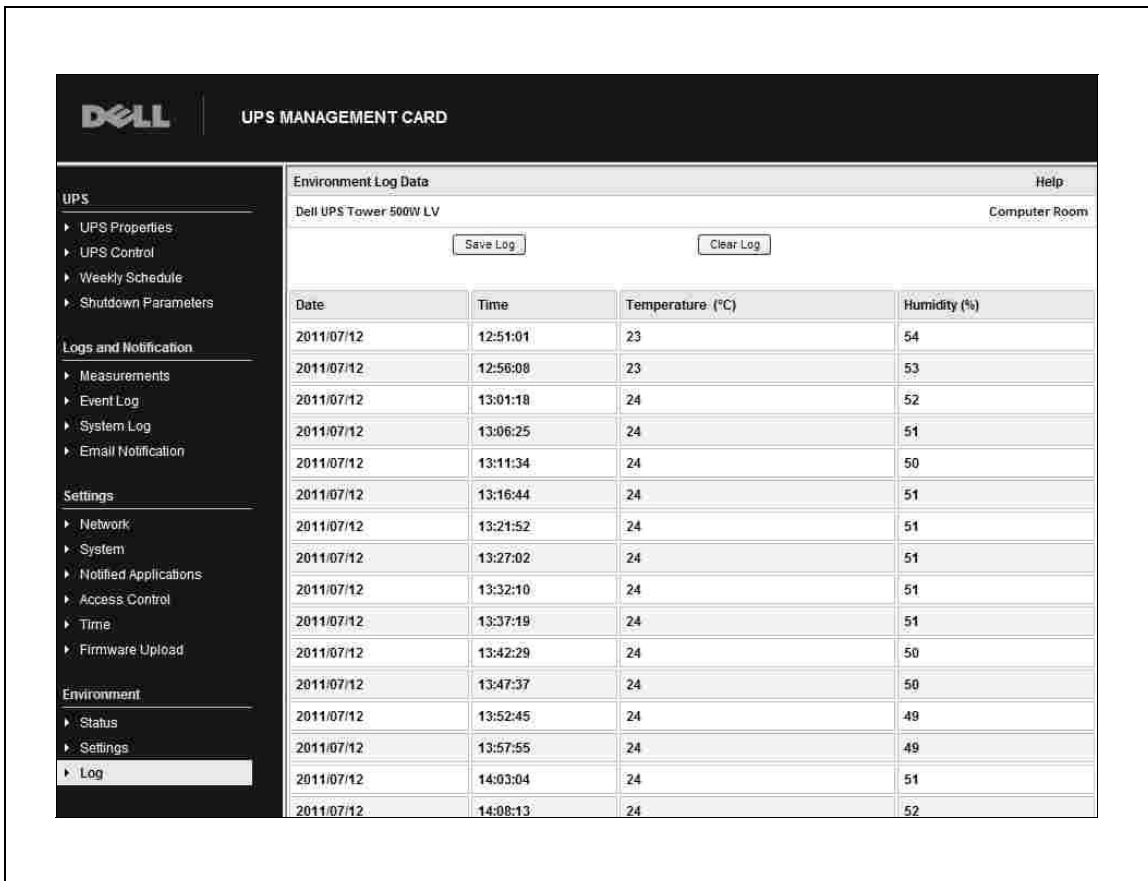 DELL
UPS MANAGEMENT CARD
UPS
UPS Properties
UPS Control
Weekly Schedule
Shutdown Parameters
Logs and Notification
Measurements
Event Log
System Log
Email Notification
Settings
Network
System
Notified Applications
Access Control
Time
Firmware Upload
Environment
Status
Settings
Log
Environment Log Data Help
Dell UPS Tower 500W LV Computer Room
Save Log Clear Log
Date Time Temperature (°C) Humidity (%)
2011/07/12 12:51:01 23 54
2011/07/12 12:56:08 23 53
2011/07/12 13:01:18 24 52
2011/07/12 13:06:25 24 51
2011/07/12 13:11:34 24 50
2011/07/12 13:16:44 24 51
2011/07/12 13:21:52 24 51
2011/07/12 13:27:02 24 51
2011/07/12 13:32:10 24 51
2011/07/12 13:37:19 24 51
2011/07/12 13:42:29 24 50
2011/07/12 13:47:37 24 50
2011/07/12 13:52:45 24 49
2011/07/12 13:57:55 24 49
2011/07/12 14:03:04 24 51
2011/07/12 14:08:13 24 52